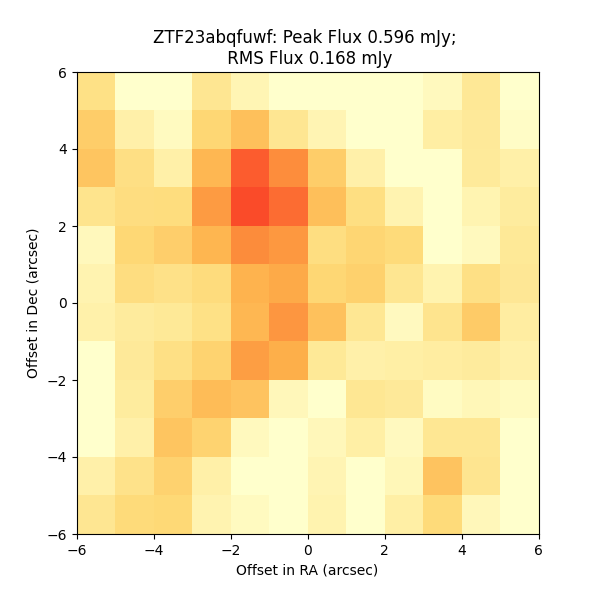 ZTF23abqfuwf: Peak Flux 0.596 mJy;
RMS Flux 0.168 mJy
6
4
2
0
−2
−4
−6
Offset in Dec (arcsec)
−6 −4 −2 0 2 4 6
Offset in RA (arcsec)